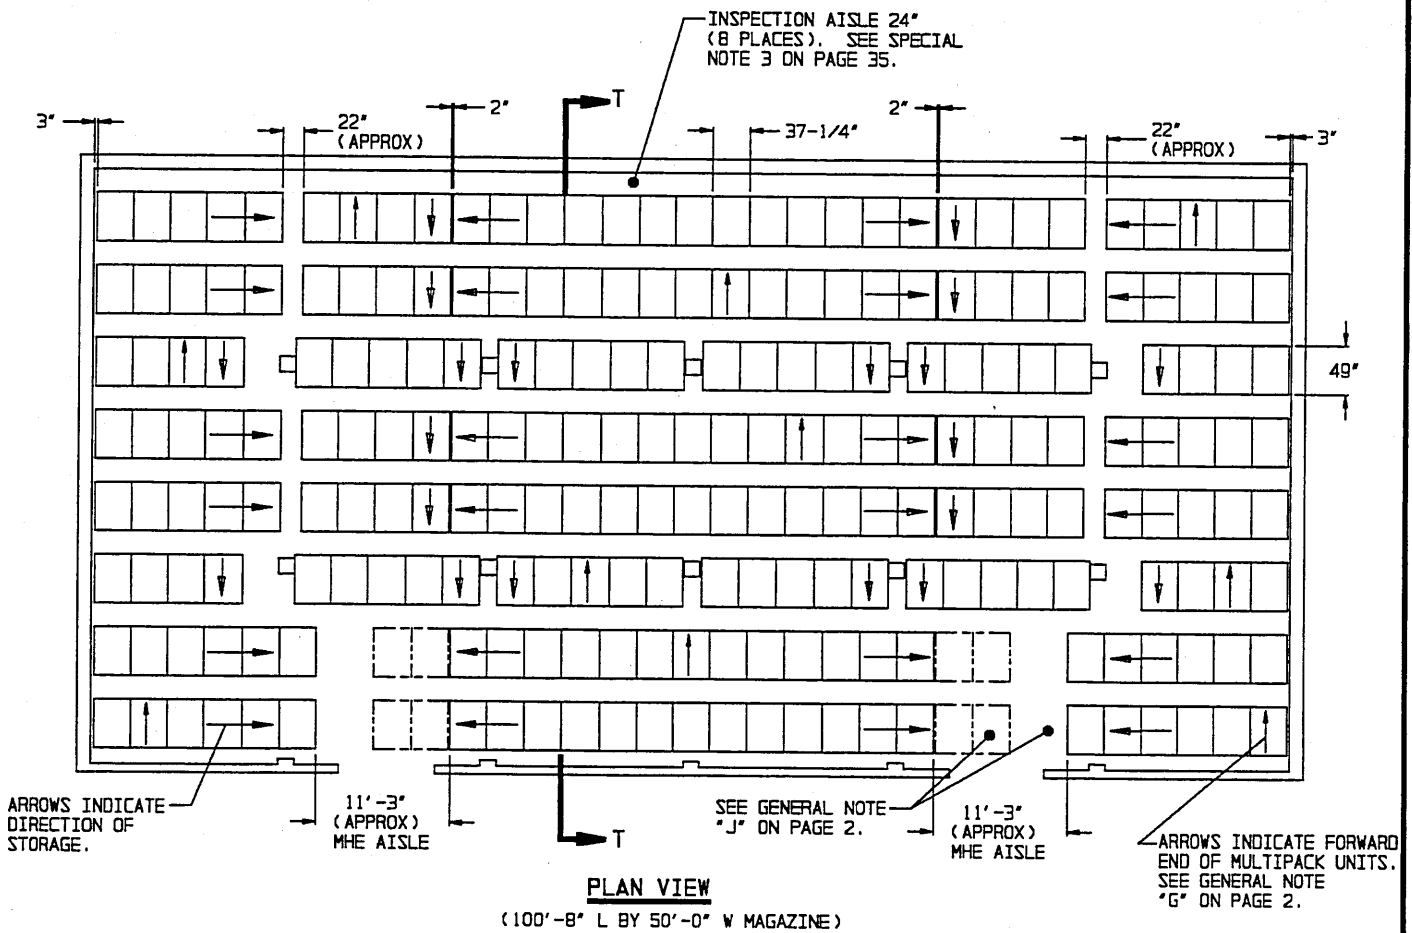 INSPECTION AISLE 24"
(8 PLACES). SEE SPECIAL
NOTE 3 ON PAGE 35.
3"
22"
(APPROX)
2"
T
37-1/4"
2"
22"
(APPROX)
3"
49"
ARROWS INDICATE
DIRECTION OF
STORAGE.
11'-3"
(APPROX)
MHE AISLE
T
SEE GENERAL NOTE
"J" ON PAGE 2.
11'-3"
(APPROX)
MHE AISLE
ARROWS INDICATE FORWARD
END OF MULTIPACK UNITS.
SEE GENERAL NOTE
"G" ON PAGE 2.
PLAN VIEW
(100'-8" L BY 50'-0" W MAGAZINE)